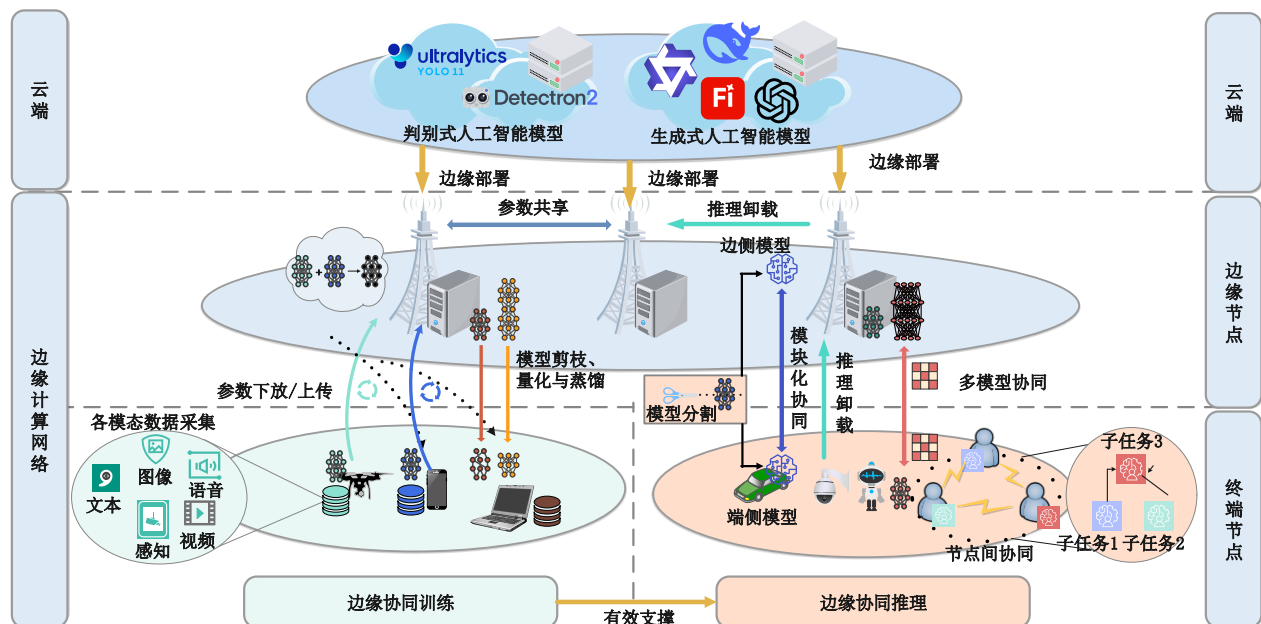 云端
云端
ultralytics
YOLO 11
Detectron2
判别式人工智能模型
Fi
生成式人工智能模型
边缘部署
边缘部署
边缘部署
边缘计算网络
边缘节点
参数共享
推理卸载
边侧模型
模型剪枝、
量化与蒸馏
参数下放/上传
模块化协同
推理卸载
多模型协同
模型分割
终端节点
各模态数据采集
图像
文本
语音
感知
视频
端侧模型
节点间协同
子任务3
子任务1
子任务2
边缘协同训练
有效支撑
边缘协同推理